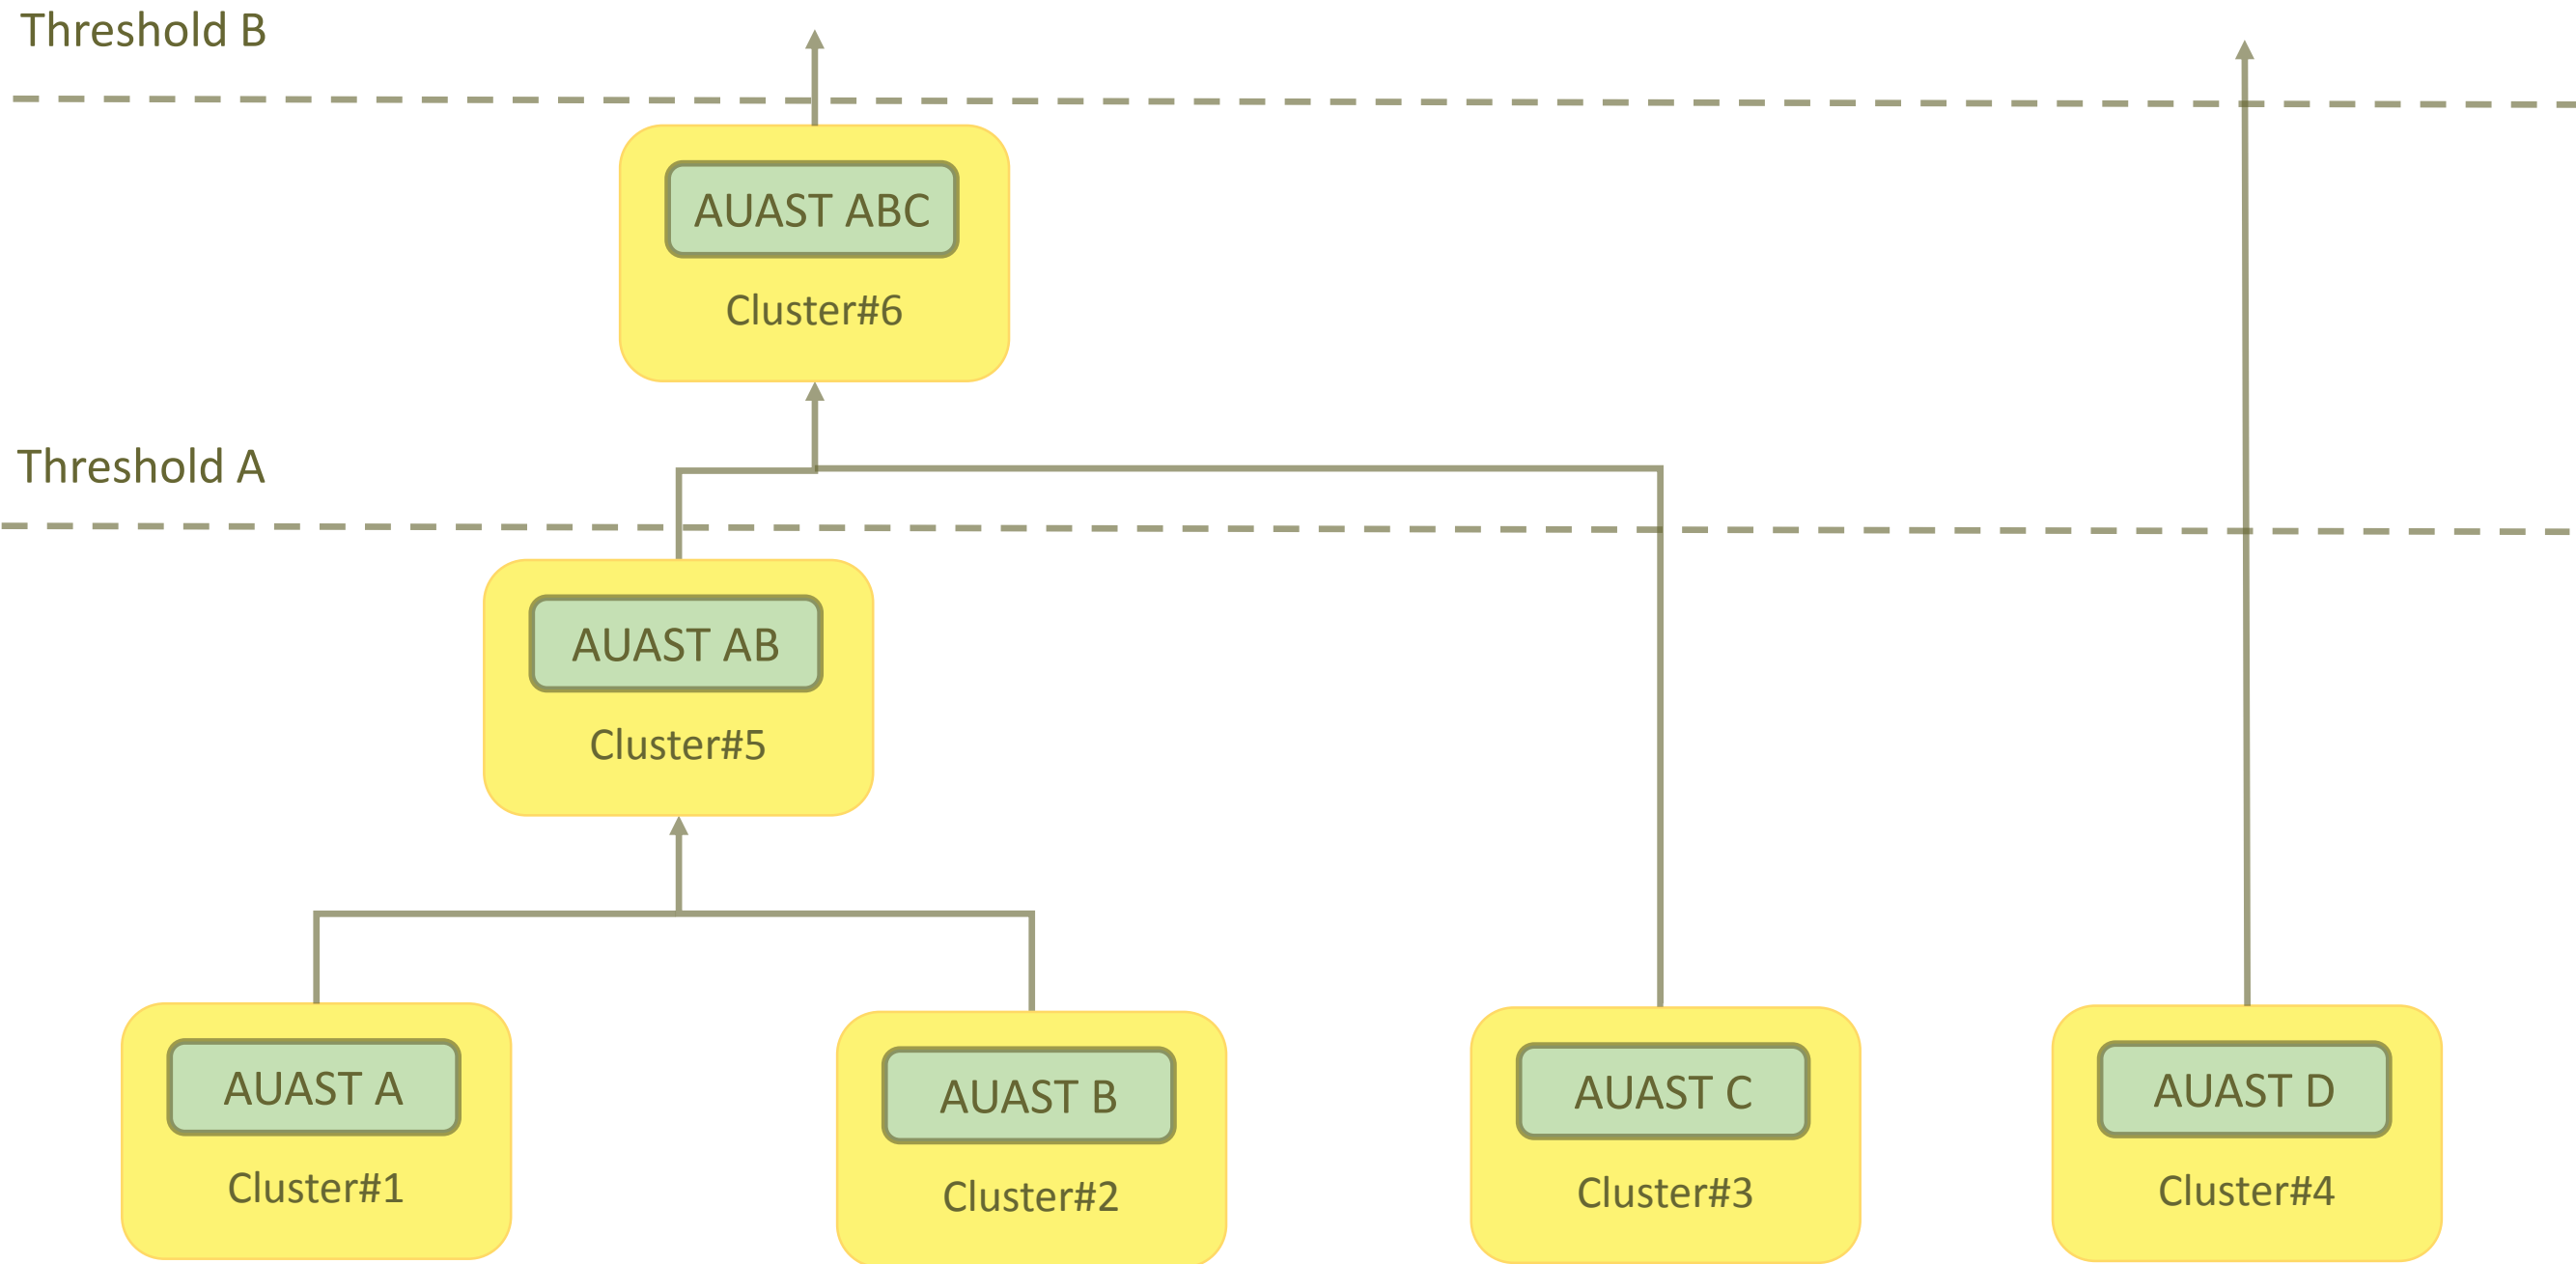 Threshold B
AUAST ABC
Cluster#6
Threshold A
AUAST AB
Cluster#5
AUAST A
Cluster#1
AUAST B
Cluster#2
AUAST C
Cluster#3
AUAST D
Cluster#4